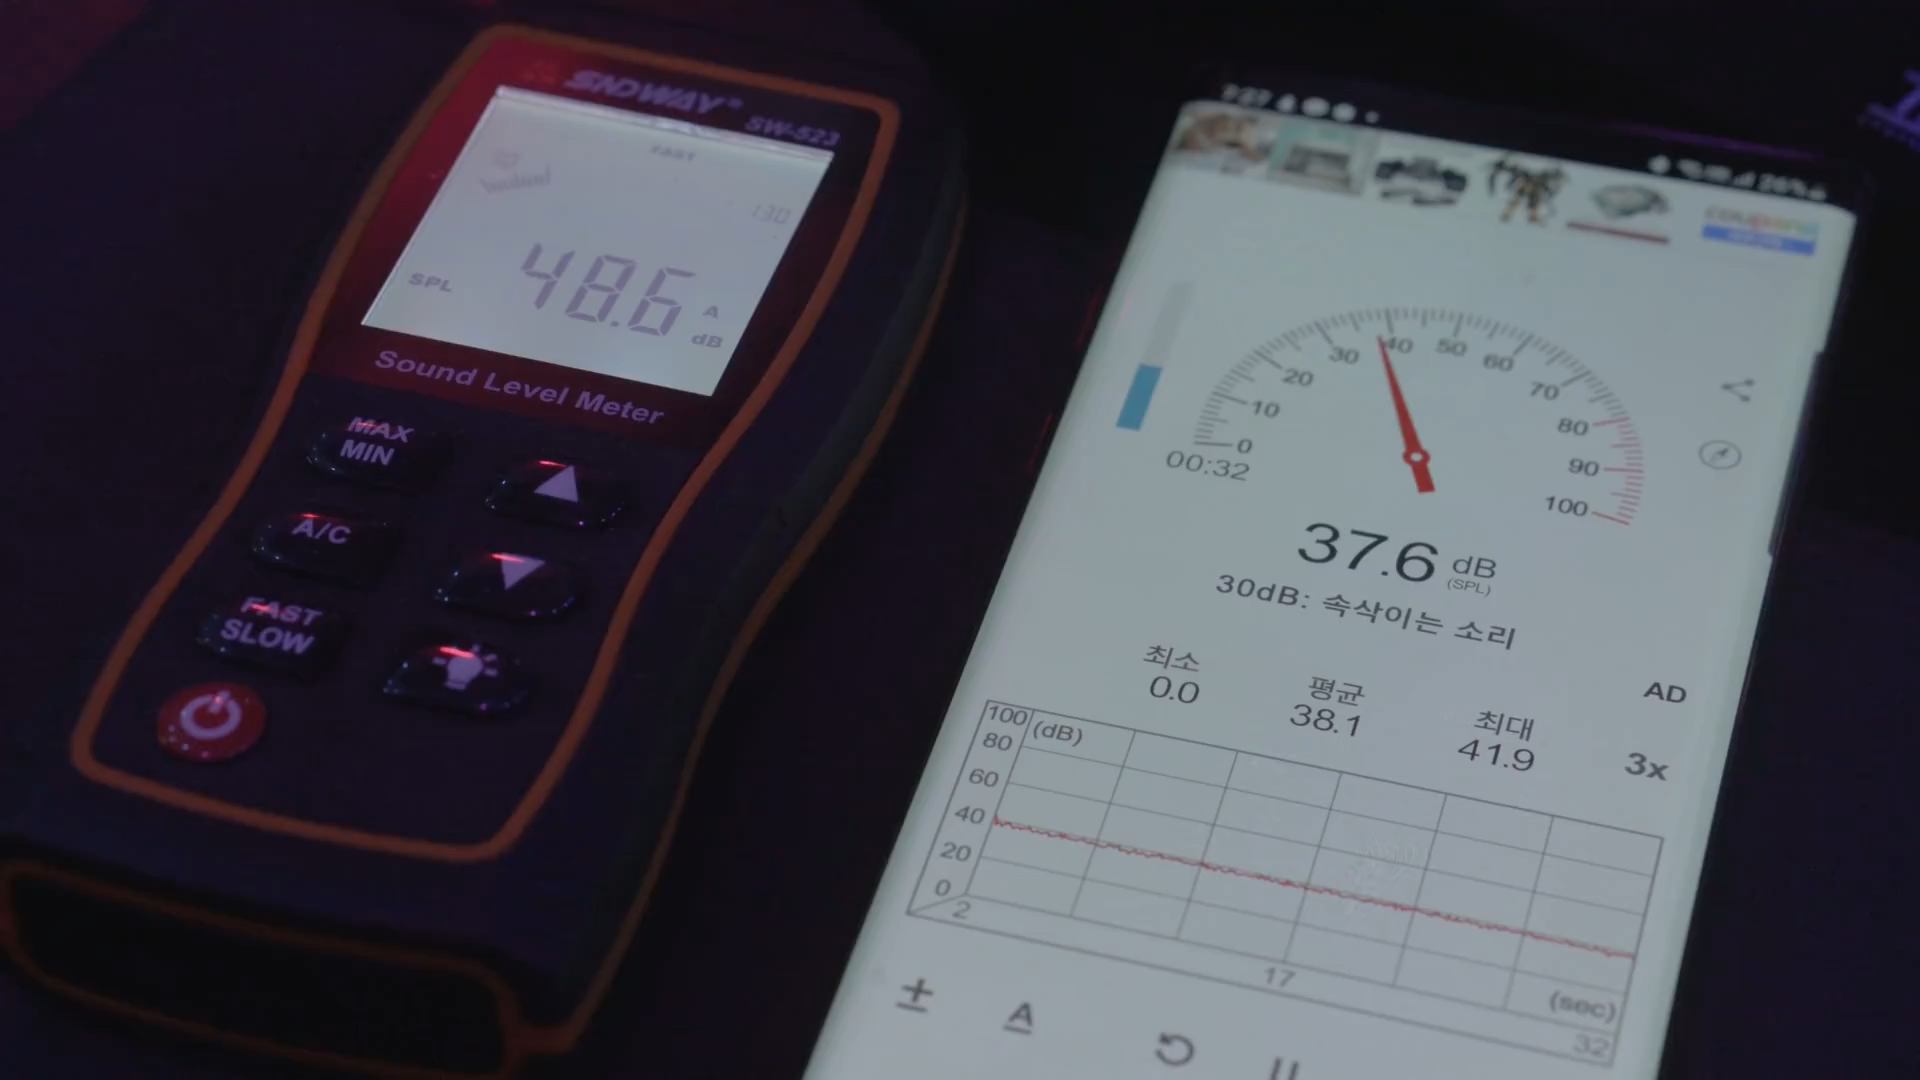 SNDWAY
SW-523
FAST
130
SPL
48.6
A
dB
Sound Level Meter
MAX
MIN
A/C
FAST
SLOW
7:27
26%
0
10
20
30
40
50
60
70
80
90
100
00:32
37.6 dB
(SPL)
30dB: 속삭이는 소리
최소
0.0
평균
38.1
최대
41.9
AD
3x
100
(dB)
80
60
40
20
0
2
17
(sec)
32
±
A